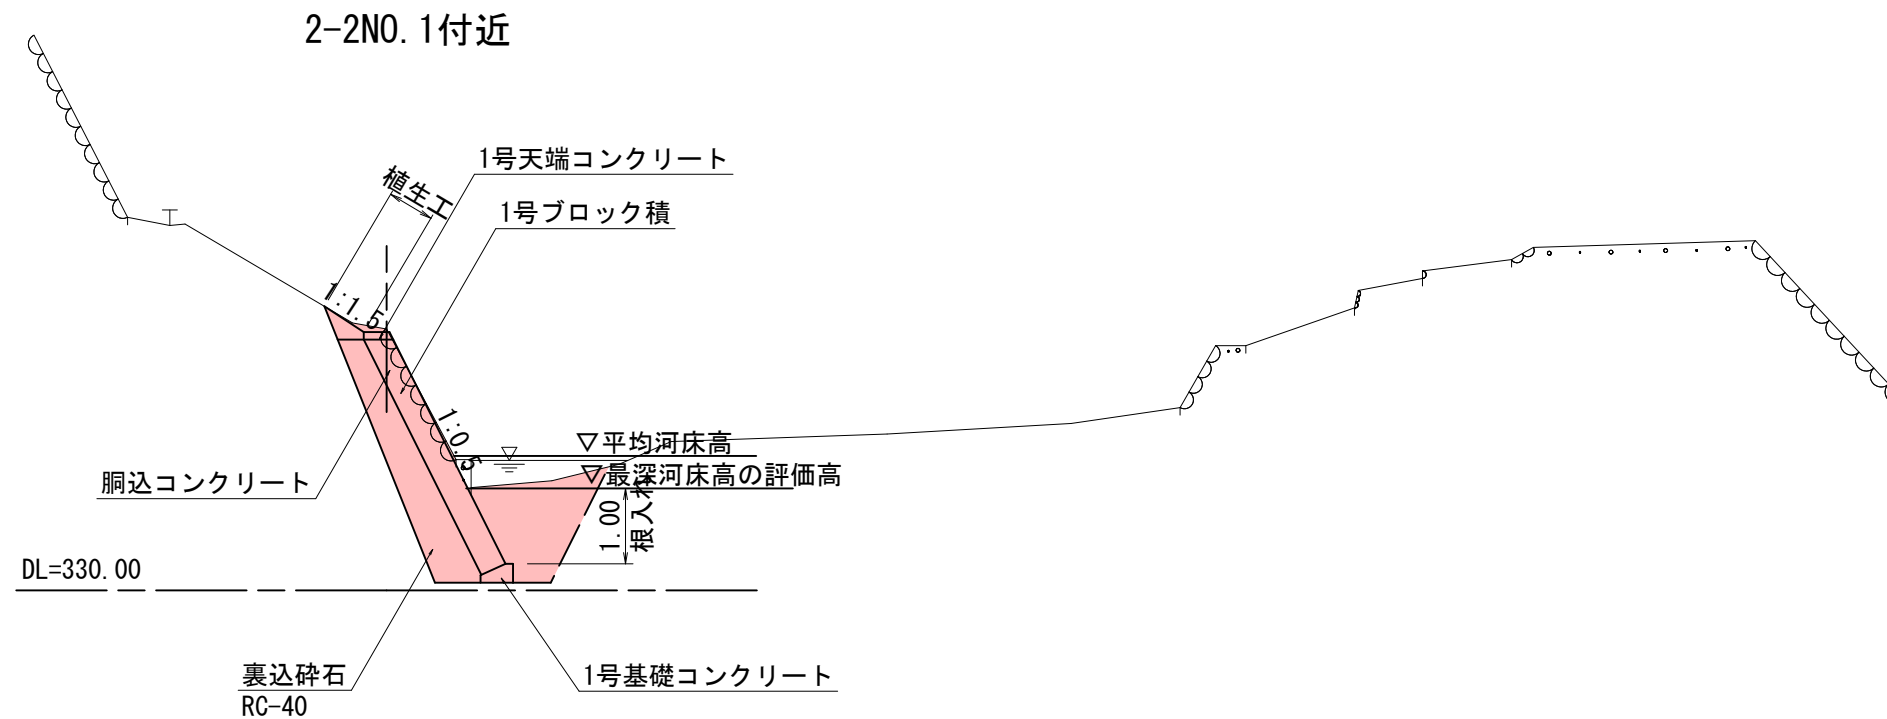 2-2NO.1付近
1号天端コンクリート
植生工
1号ブロック積
1:1.5
1:0.5
▽平均河床高
▽最深河床高の評価高
胴込コンクリート
1.00
根入れ
DL=330.00
裏込砕石
RC-40
1号基礎コンクリート